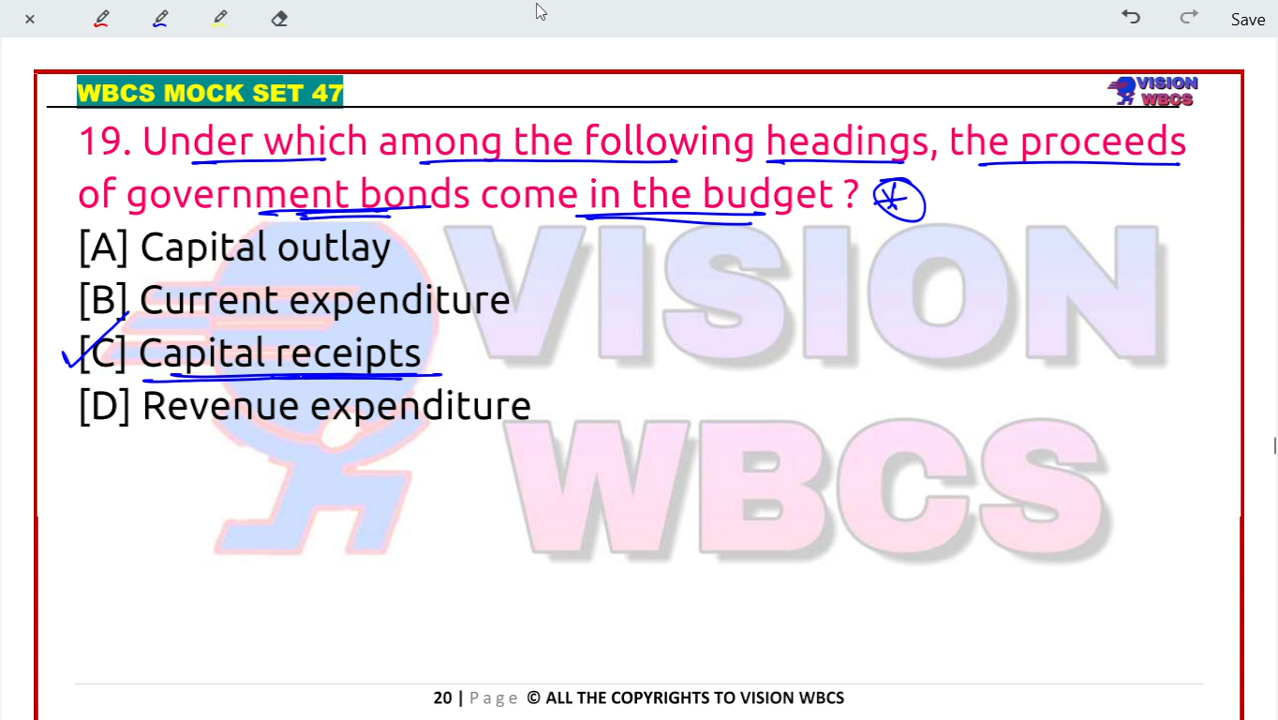 Save
WBCS MOCK SET 47
VISION
WBCS
19. Under which among the following headings, the proceeds
of government bonds come in the budget ? *
[A] Capital outlay
[B] Current expenditure
[C] Capital receipts
[D] Revenue expenditure
VISION
WBCS
20 | Page © ALL THE COPYRIGHTS TO VISION WBCS